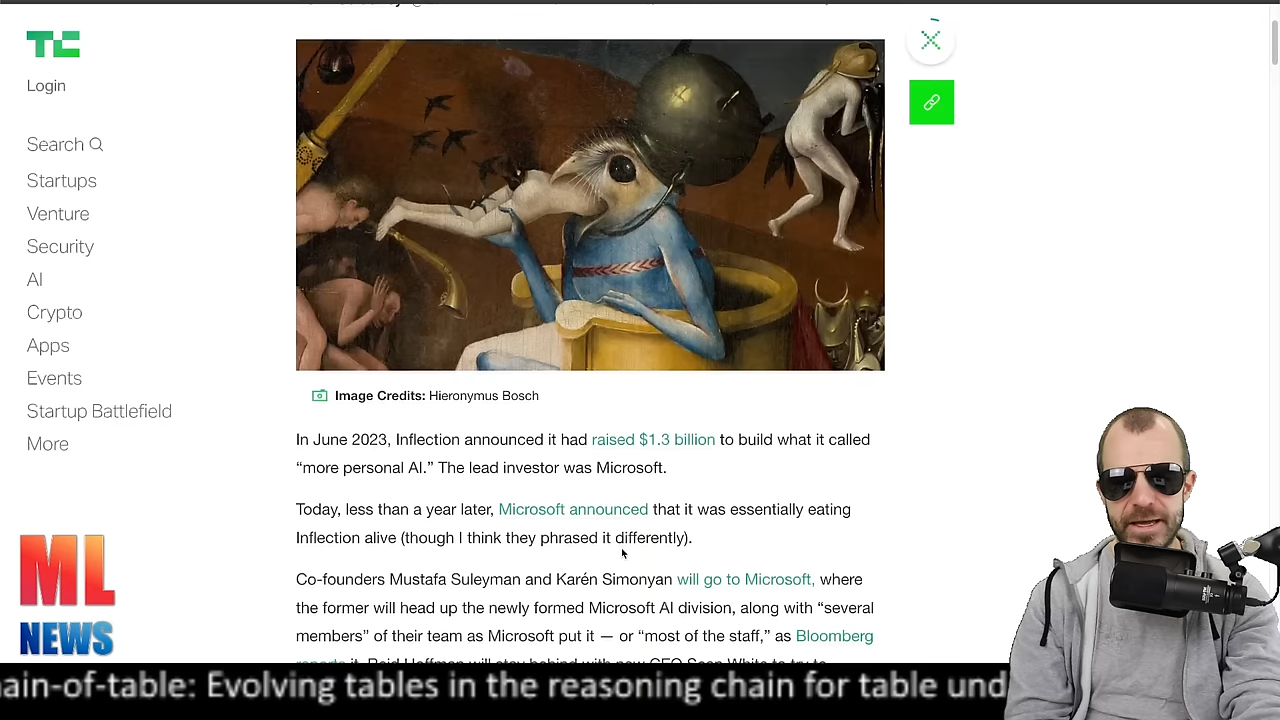 TC
Login
Search
Startups
Venture
Security
AI
Crypto
Apps
Events
Startup Battlefield
More
Image Credits: Hieronymus Bosch
In June 2023, Inflection announced it had raised $1.3 billion to build what it called
“more personal AI.” The lead investor was Microsoft.
Today, less than a year later, Microsoft announced that it was essentially eating
Inflection alive (though I think they phrased it differently).
Co-founders Mustafa Suleyman and Karén Simonyan will go to Microsoft, where
the former will head up the newly formed Microsoft AI division, along with “several
members” of their team as Microsoft put it — or “most of the staff,” as Bloomberg
ML
NEWS
hain-of-table: Evolving tables in the reasoning chain for table und